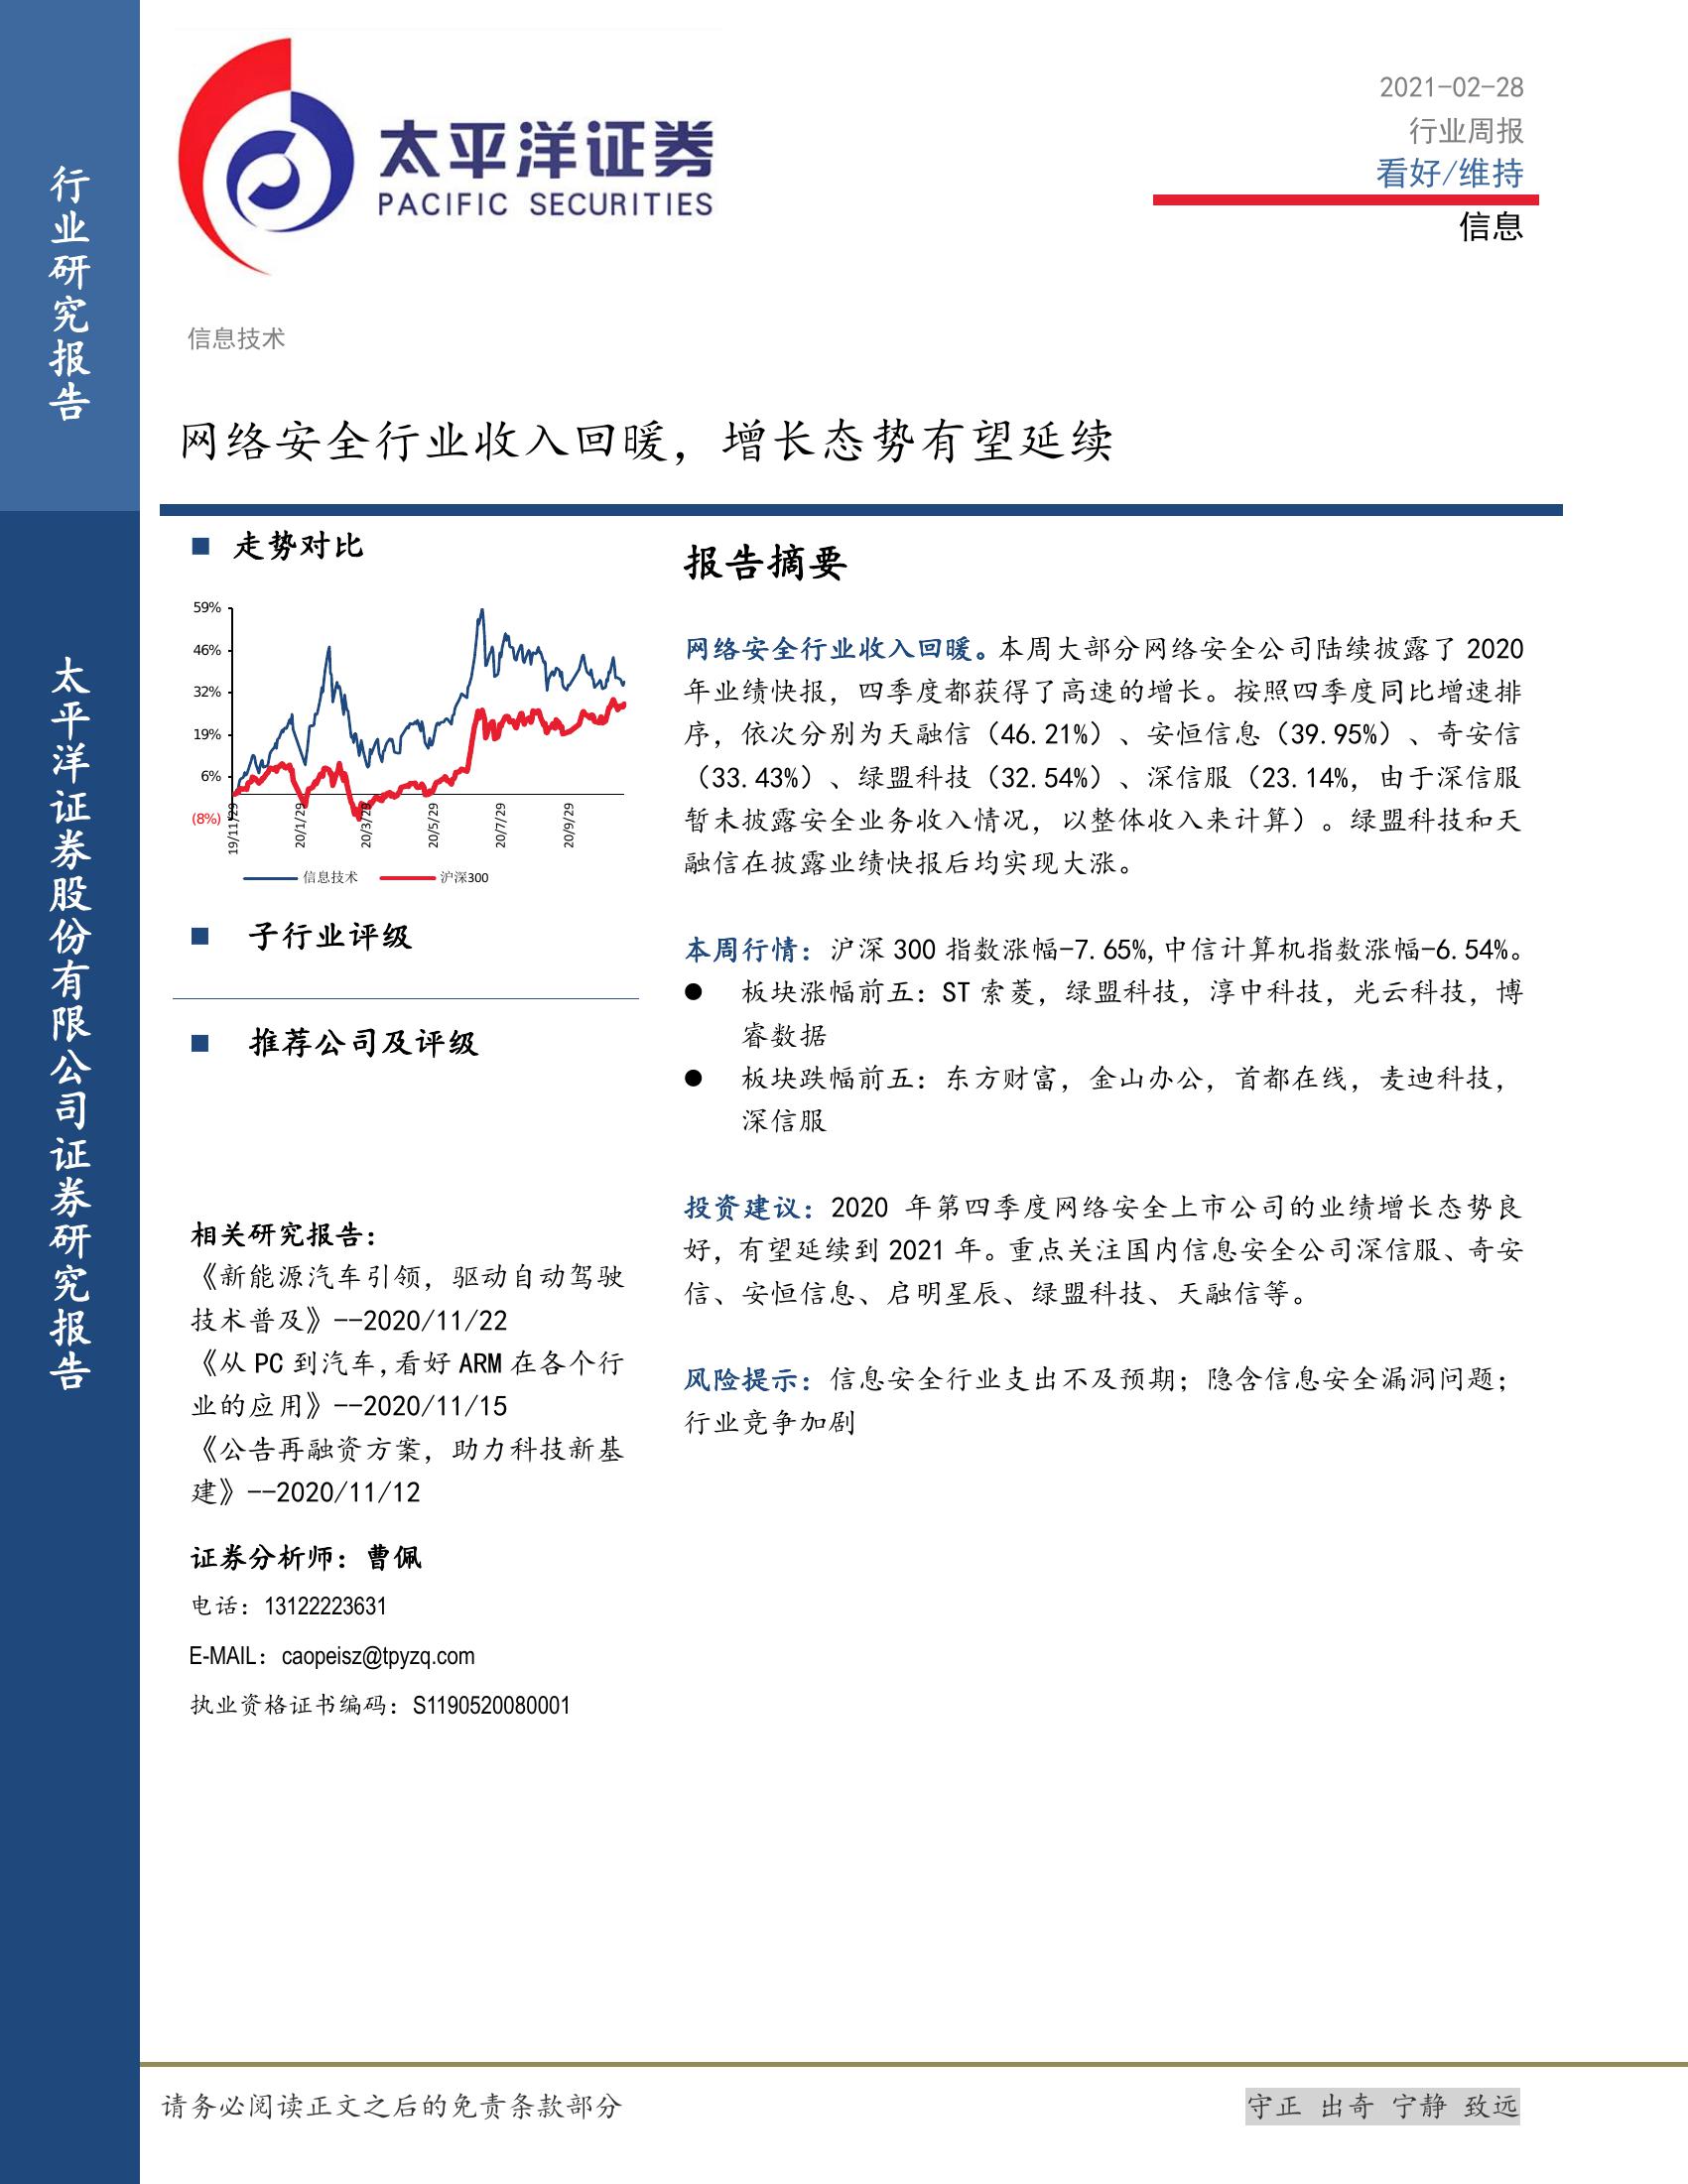 行业研究报告
太平洋证券股份有限公司证券研究报告
太平洋证券
PACIFIC SECURITIES
2021-02-28
行业周报
看好/维持
信息
信息技术
网络安全行业收入回暖，增长态势有望延续
■ 走势对比
59%
46%
32%
19%
6%
(8%)
19/11/29
20/1/29
20/3/29
20/5/29
20/7/29
20/9/29
信息技术 沪深300
■ 子行业评级
■ 推荐公司及评级
相关研究报告：
《新能源汽车引领，驱动自动驾驶
技术普及》--2020/11/22
《从 PC 到汽车,看好 ARM 在各个行
业的应用》--2020/11/15
《公告再融资方案，助力科技新基
建》--2020/11/12
证券分析师：曹佩
电话：13122223631
E-MAIL：caopeisz@tpyzq.com
执业资格证书编码：S1190520080001
报告摘要
网络安全行业收入回暖。本周大部分网络安全公司陆续披露了 2020
年业绩快报，四季度都获得了高速的增长。按照四季度同比增速排
序，依次分别为天融信（46.21%）、安恒信息（39.95%）、奇安信
（33.43%）、绿盟科技（32.54%）、深信服（23.14%，由于深信服
暂未披露安全业务收入情况，以整体收入来计算）。绿盟科技和天
融信在披露业绩快报后均实现大涨。
本周行情：沪深 300 指数涨幅-7.65%,中信计算机指数涨幅-6.54%。
● 板块涨幅前五：ST 索菱，绿盟科技，淳中科技，光云科技，博
睿数据
● 板块跌幅前五：东方财富，金山办公，首都在线，麦迪科技，
深信服
投资建议：2020 年第四季度网络安全上市公司的业绩增长态势良
好，有望延续到 2021 年。重点关注国内信息安全公司深信服、奇安
信、安恒信息、启明星辰、绿盟科技、天融信等。
风险提示：信息安全行业支出不及预期；隐含信息安全漏洞问题；
行业竞争加剧
请务必阅读正文之后的免责条款部分
守正 出奇 宁静 致远